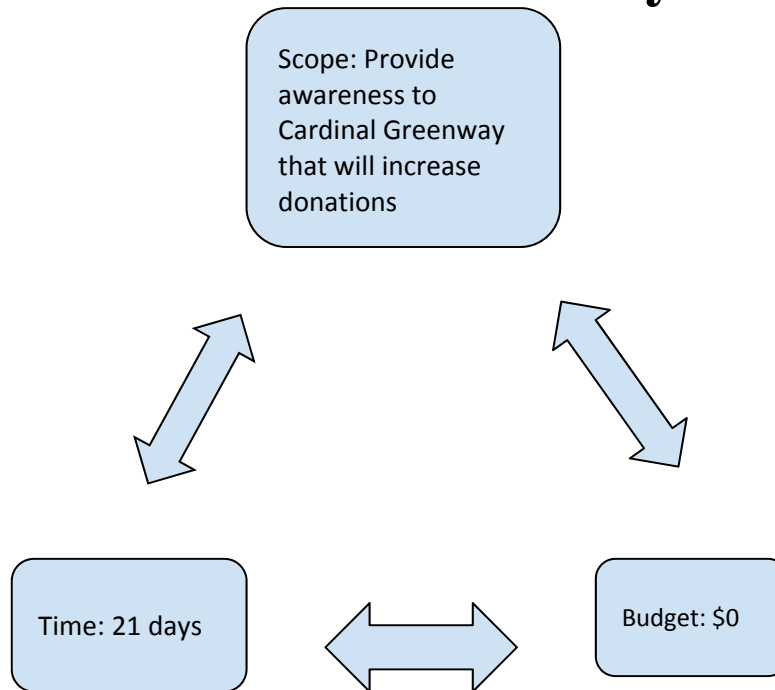 Scope: Provide
awareness to
Cardinal Greenway
that will increase
donations
Time: 21 days
Budget: $0